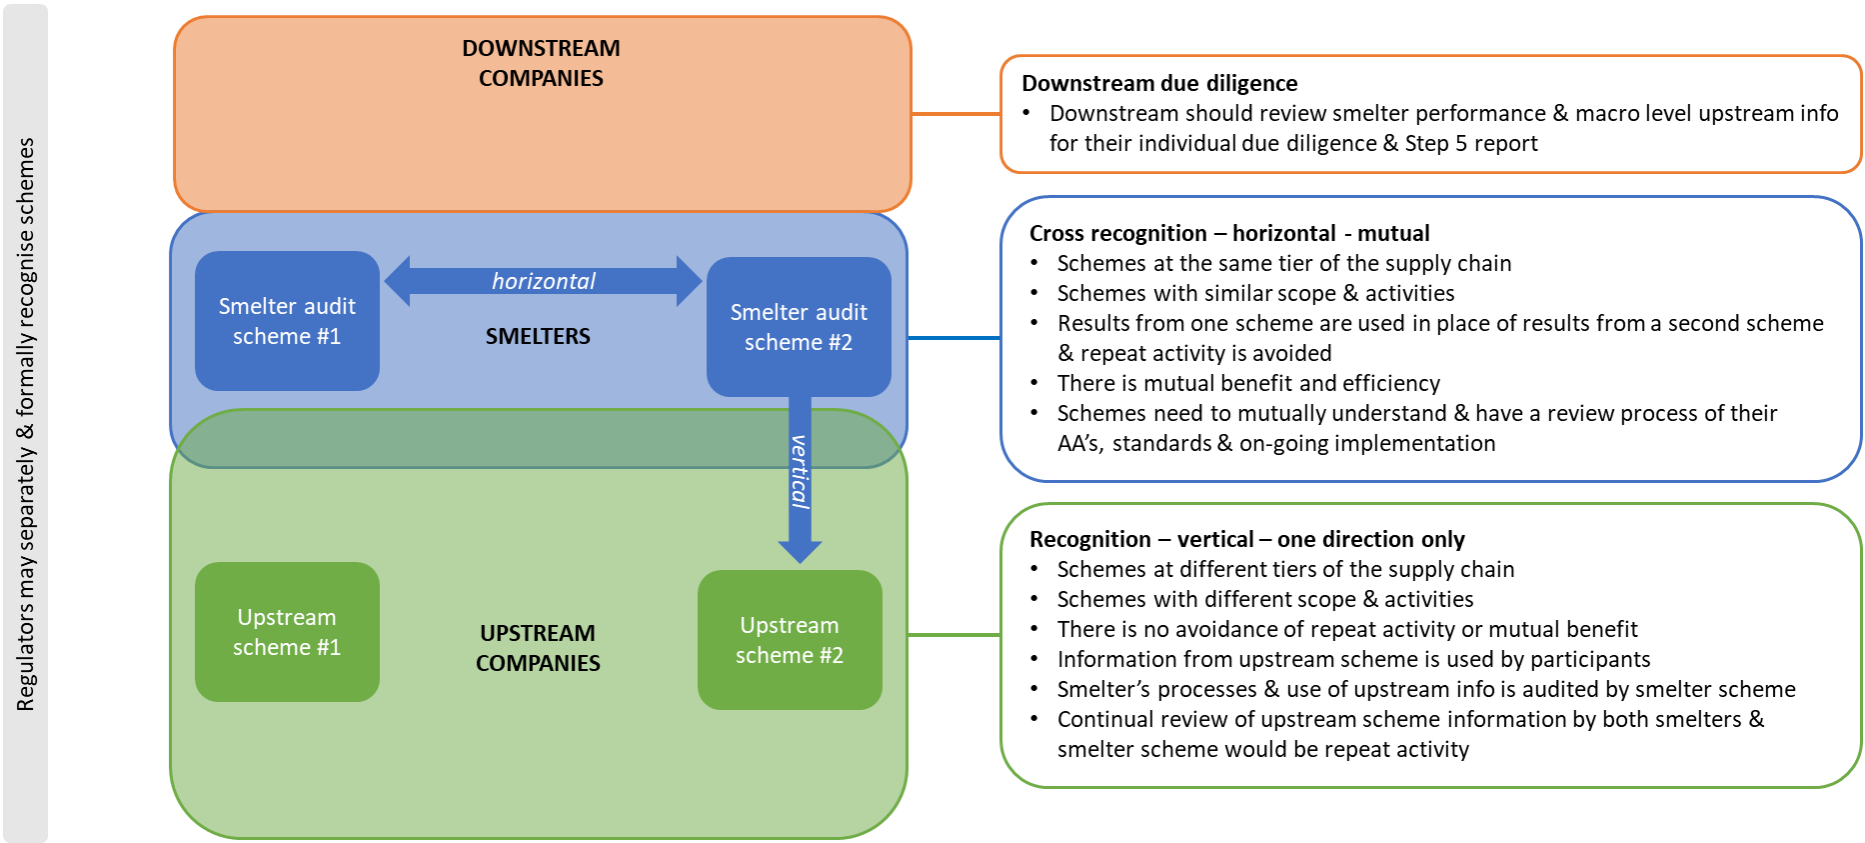 Regulators may separately & formally recognise schemes
DOWNSTREAM
COMPANIES
Downstream due diligence
• Downstream should review smelter performance & macro level upstream info
for their individual due diligence & Step 5 report
Smelter audit
scheme #1
horizontal
SMELTERS
Smelter audit
scheme #2
vertical
Cross recognition – horizontal - mutual
• Schemes at the same tier of the supply chain
• Schemes with similar scope & activities
• Results from one scheme are used in place of results from a second scheme
& repeat activity is avoided
• There is mutual benefit and efficiency
• Schemes need to mutually understand & have a review process of their
AA’s, standards & on-going implementation
Upstream
scheme #1
UPSTREAM
COMPANIES
Upstream
scheme #2
Recognition – vertical – one direction only
• Schemes at different tiers of the supply chain
• Schemes with different scope & activities
• There is no avoidance of repeat activity or mutual benefit
• Information from upstream scheme is used by participants
• Smelter’s processes & use of upstream info is audited by smelter scheme
• Continual review of upstream scheme information by both smelters &
smelter scheme would be repeat activity